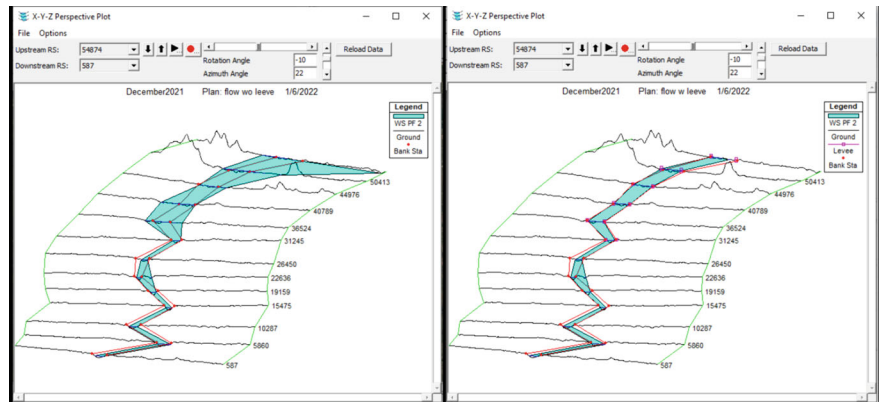 X-Y-Z Perspective Plot
File Options
Upstream RS: 54874
Downstream RS: 587
Rotation Angle -10
Azimuth Angle 22
Reload Data
December2021 Plan: flow wo leeve 1/6/2022
Legend
WS PF 2
Ground
Bank Sta
50413
44976
40789
36524
31245
26450
22636
19159
15475
10287
5860
587
X-Y-Z Perspective Plot
File Options
Upstream RS: 54874
Downstream RS: 587
Rotation Angle -10
Azimuth Angle 22
Reload Data
December2021 Plan: flow w leeve 1/6/2022
Legend
WS PF 2
Ground
Levee
Bank Sta
50413
44976
40789
36524
31245
26450
22636
19159
15475
10287
5860
587